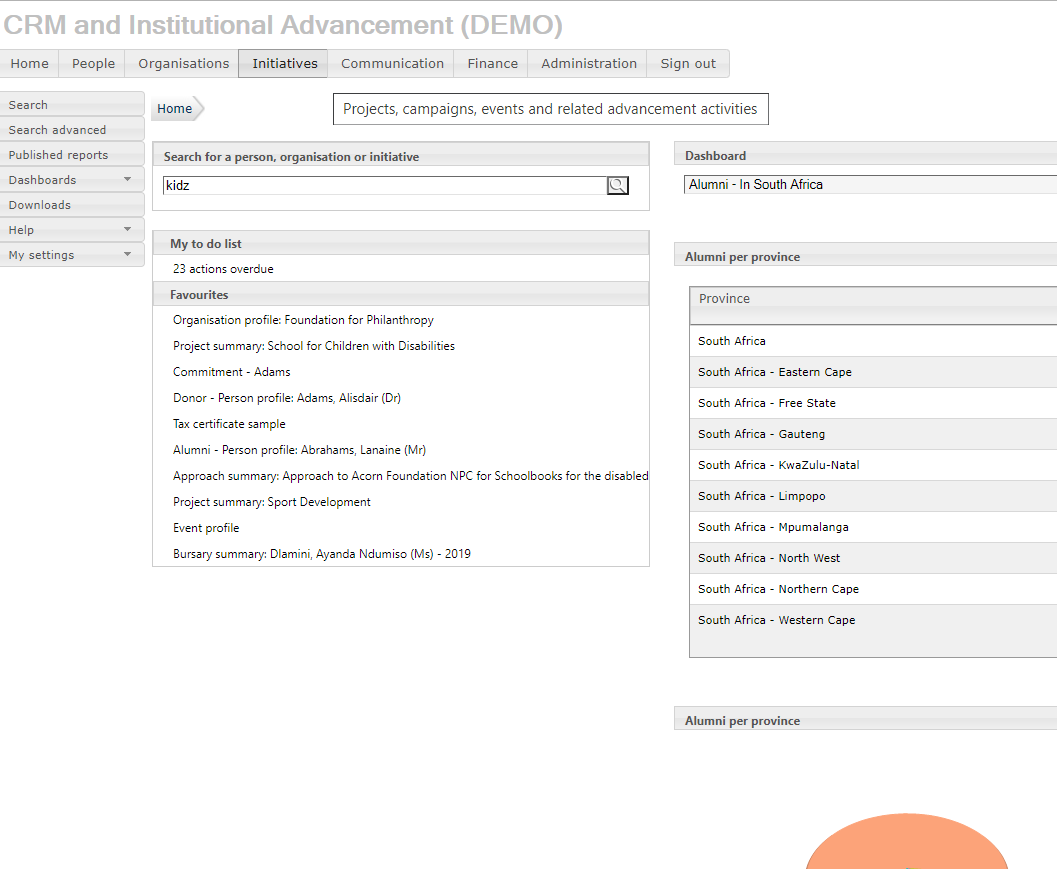 CRM and Institutional Advancement (DEMO)
Home People Organisations Initiatives Communication Finance Administration Sign out
Search
Search advanced
Published reports
Dashboards
Downloads
Help
My settings
Home
Projects, campaigns, events and related advancement activities
Search for a person, organisation or initiative
kidz
My to do list
23 actions overdue
Favourites
Organisation profile: Foundation for Philanthropy
Project summary: School for Children with Disabilities
Commitment - Adams
Donor - Person profile: Adams, Alisdair (Dr)
Tax certificate sample
Alumni - Person profile: Abrahams, Lanaine (Mr)
Approach summary: Approach to Acorn Foundation NPC for Schoolbooks for the disabled
Project summary: Sport Development
Event profile
Bursary summary: Dlamini, Ayanda Ndumiso (Ms) - 2019
Dashboard
Alumni - In South Africa
Alumni per province
Province
South Africa
South Africa - Eastern Cape
South Africa - Free State
South Africa - Gauteng
South Africa - KwaZulu-Natal
South Africa - Limpopo
South Africa - Mpumalanga
South Africa - North West
South Africa - Northern Cape
South Africa - Western Cape
Alumni per province